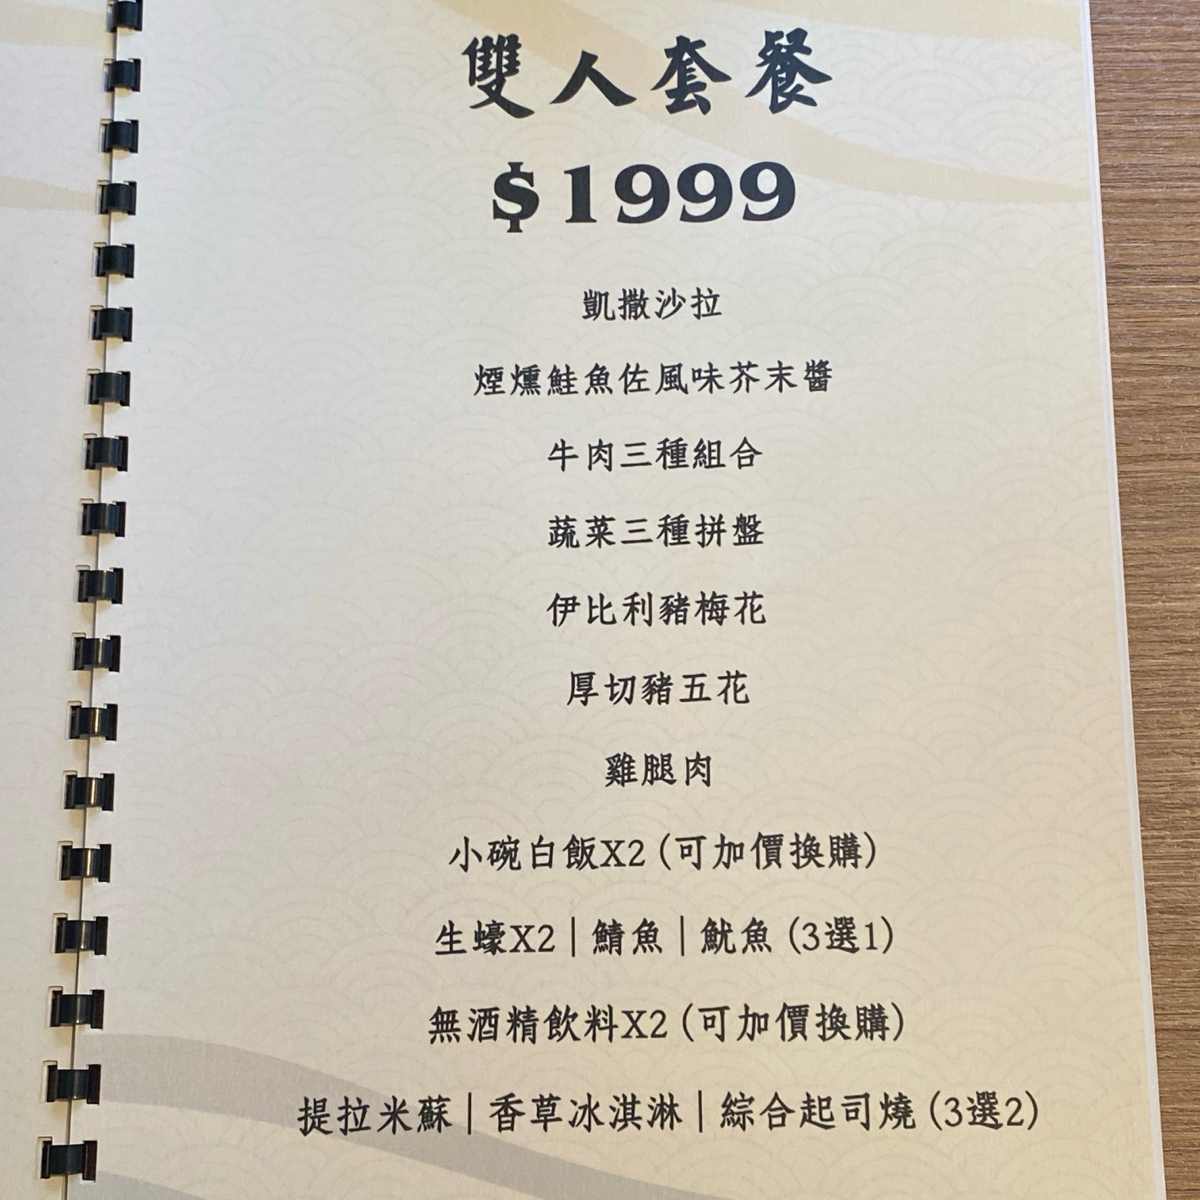 雙人套餐
$1999
凱撒沙拉
煙燻鮭魚佐風味芥末醬
牛肉三種組合
蔬菜三種拼盤
伊比利豬梅花
厚切豬五花
雞腿肉
小碗白飯X2 (可加價換購)
生蠔X2｜鯖魚｜魷魚 (3選1)
無酒精飲料X2 (可加價換購)
提拉米蘇｜香草冰淇淋｜綜合起司燒 (3選2)